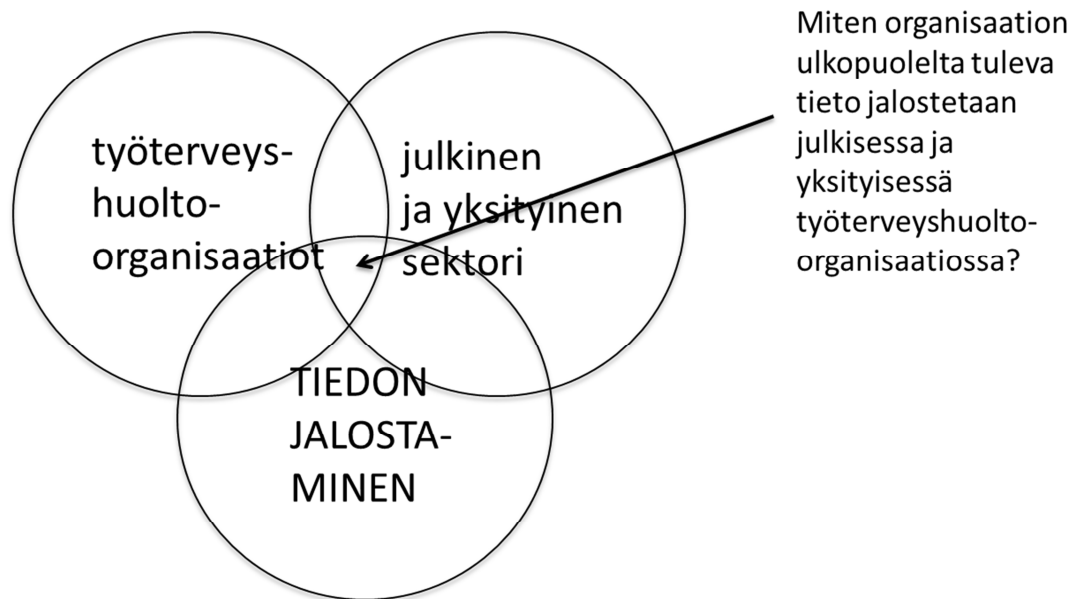 työterveys-
huolto-
organisaatiot
julkinen
ja yksityinen
sektori
TIEDON
JALOSTA-
MINEN
Miten organisaation
ulkopuolelta tuleva
tieto jalostetaan
julkisessa ja
yksityisessä
työterveyshuolto-
organisaatiossa?